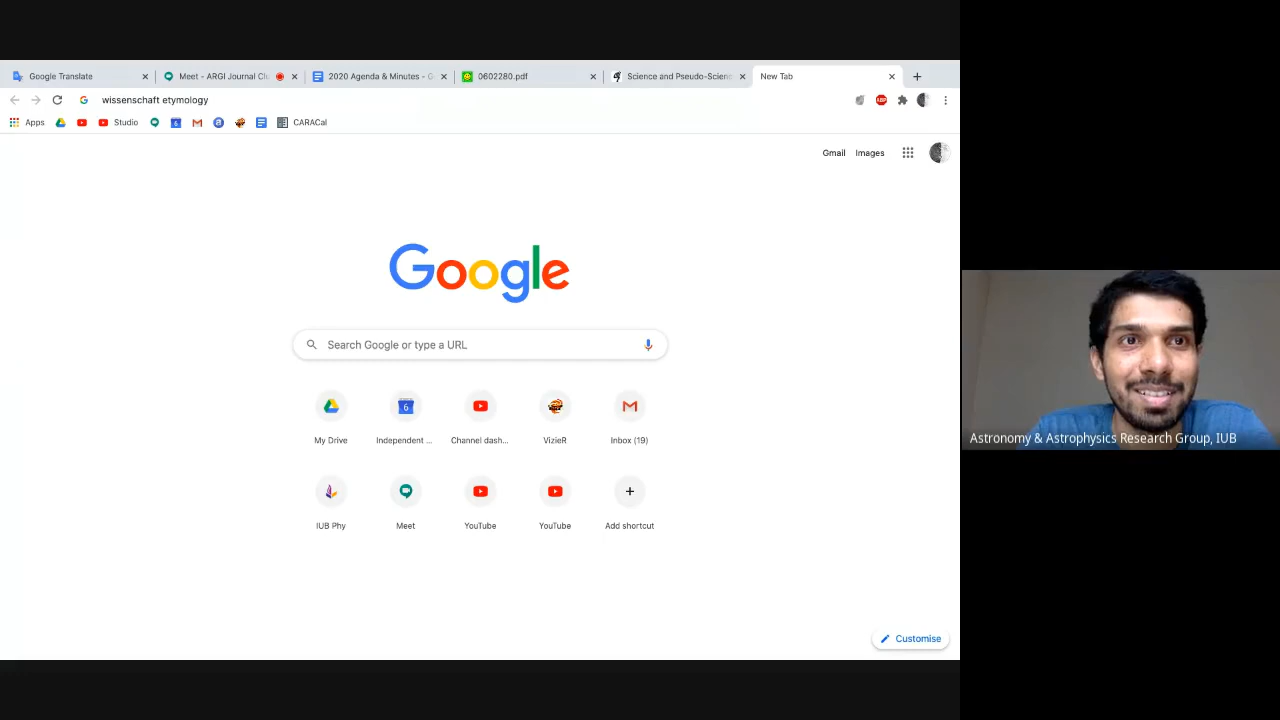 Google Translate
Meet - ARGI Journal Clu
2020 Agenda & Minutes - G
0602280.pdf
Science and Pseudo-Scienc
New Tab
wissenschaft etymology
Apps
Studio
CARACal
Gmail
Images
Google
Search Google or type a URL
My Drive
Independent ...
Channel dash...
VizieR
Inbox (19)
IUB Phy
Meet
YouTube
YouTube
Add shortcut
Customise
Astronomy & Astrophysics Research Group, IUB